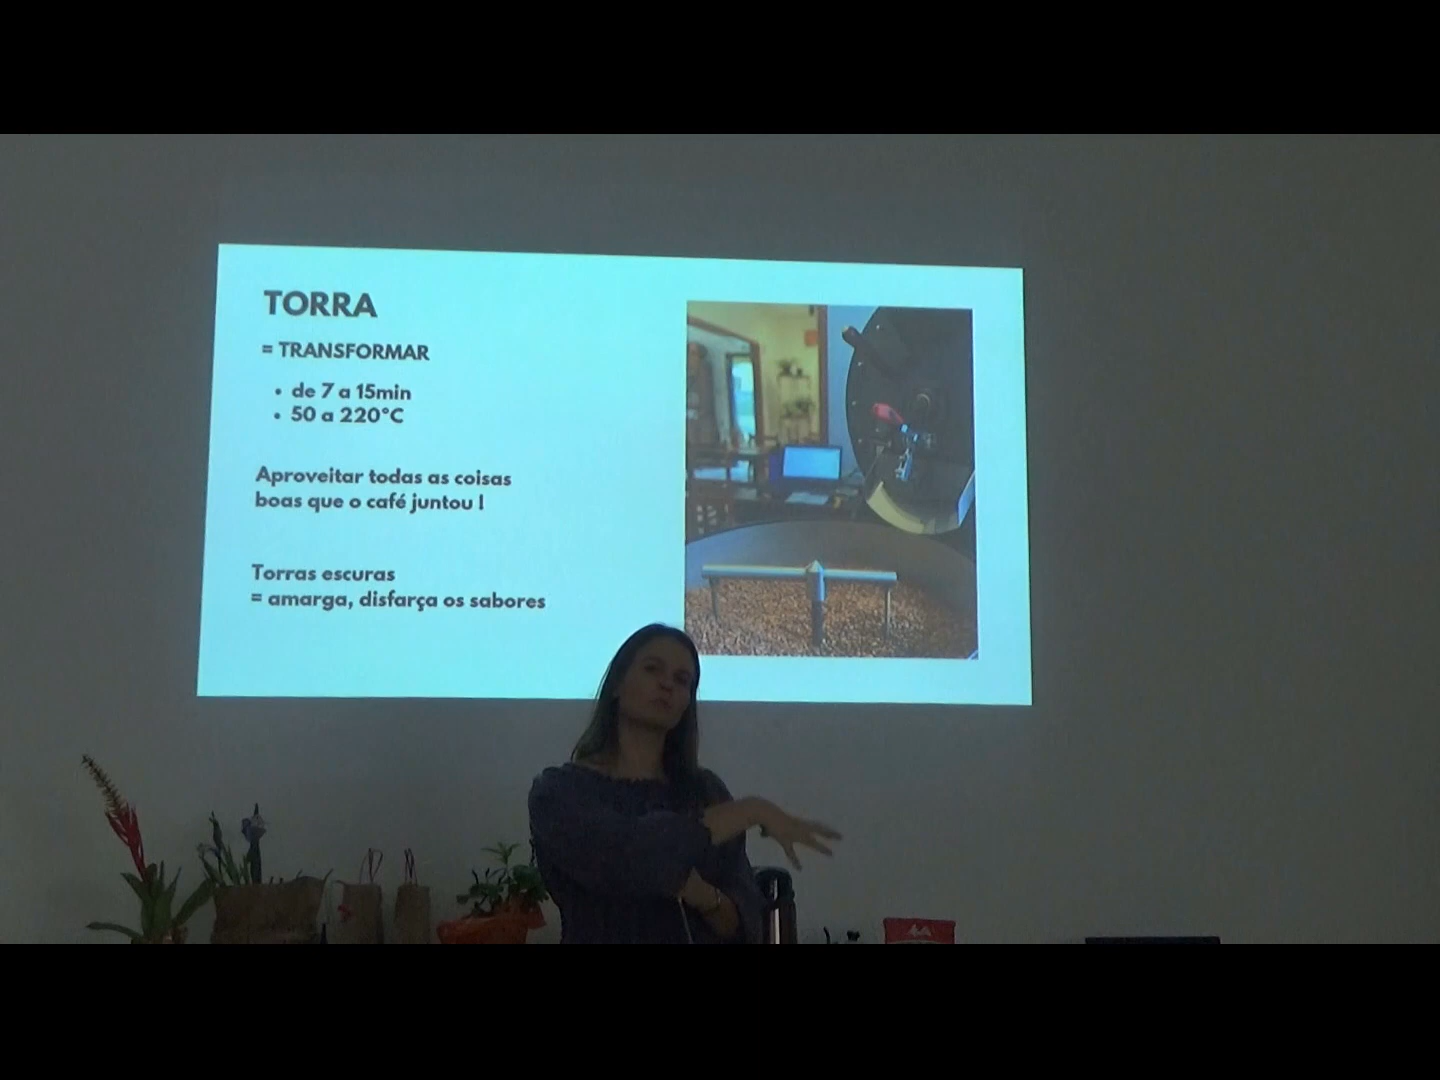 TORRA
= TRANSFORMAR
• de 7 a 15min
• 50 a 220°C
Aproveitar todas as coisas
boas que o café juntou !
Torras escuras
= amarga, disfarça os sabores